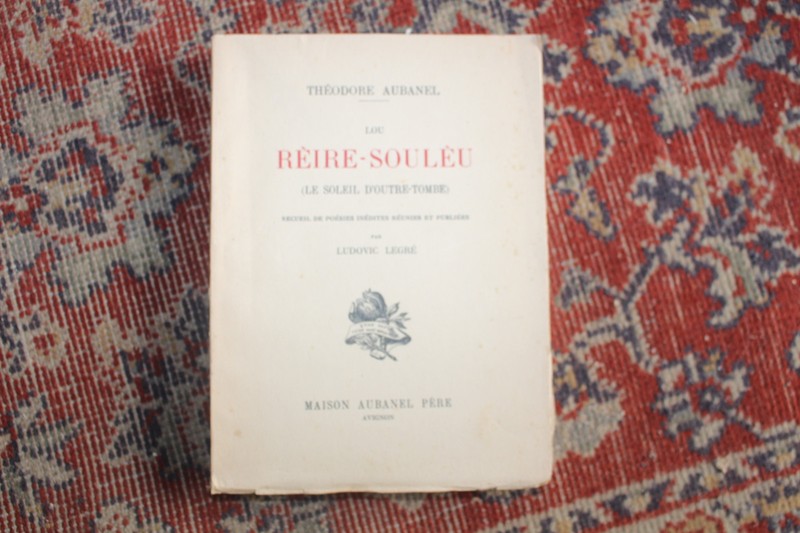 THÉODORE AUBANEL
LOU
RÈIRE-SOULÈU
(LE SOLEIL D'OUTRE-TOMBE)
RECUEIL DE POÉSIES INÉDITES RÉUNIES ET PUBLIÉES
PAR
LUDOVIC LEGRÉ
MAISON AUBANEL PÈRE
AVIGNON